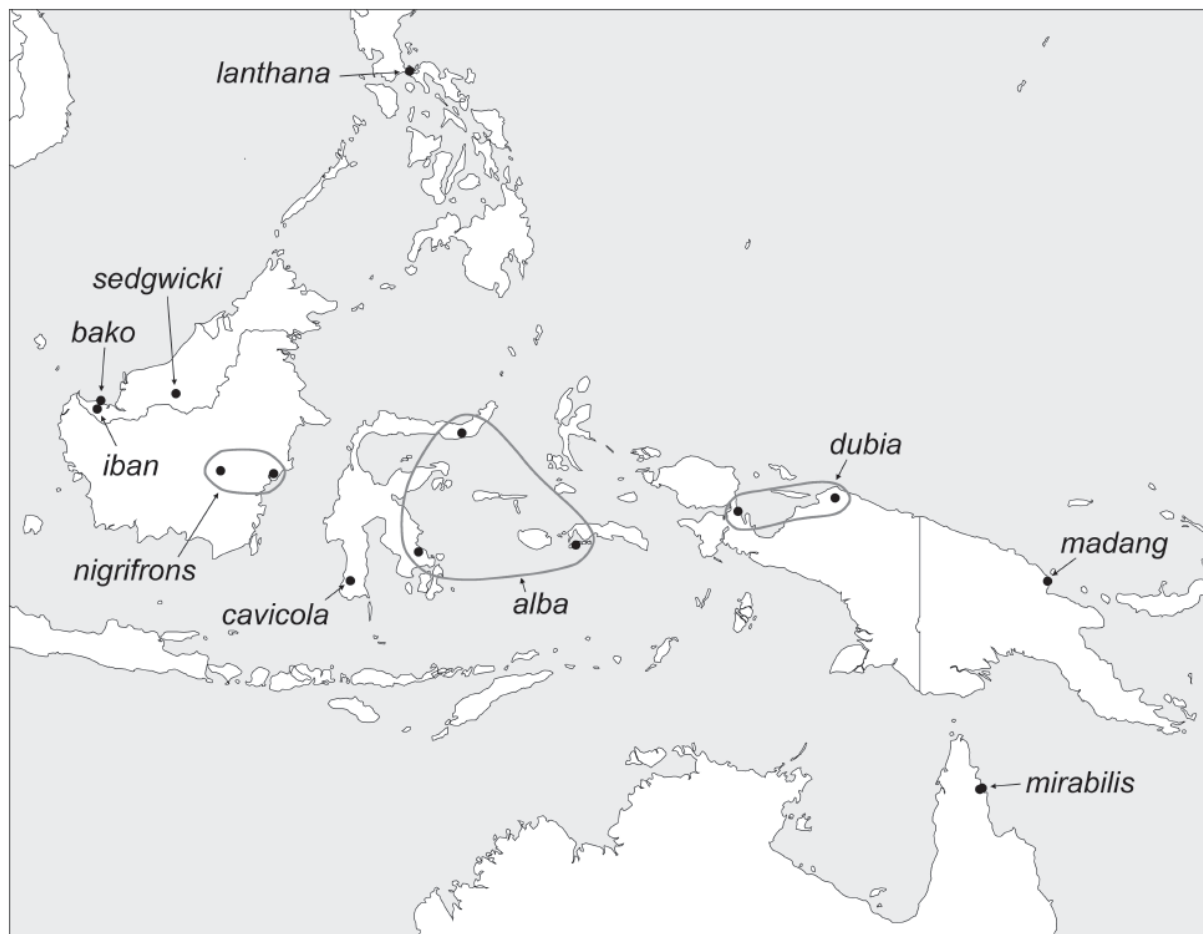 lanthana
sedgwicki
bako
iban
dubia
nigrifrons
madang
cavicola
alba
mirabilis